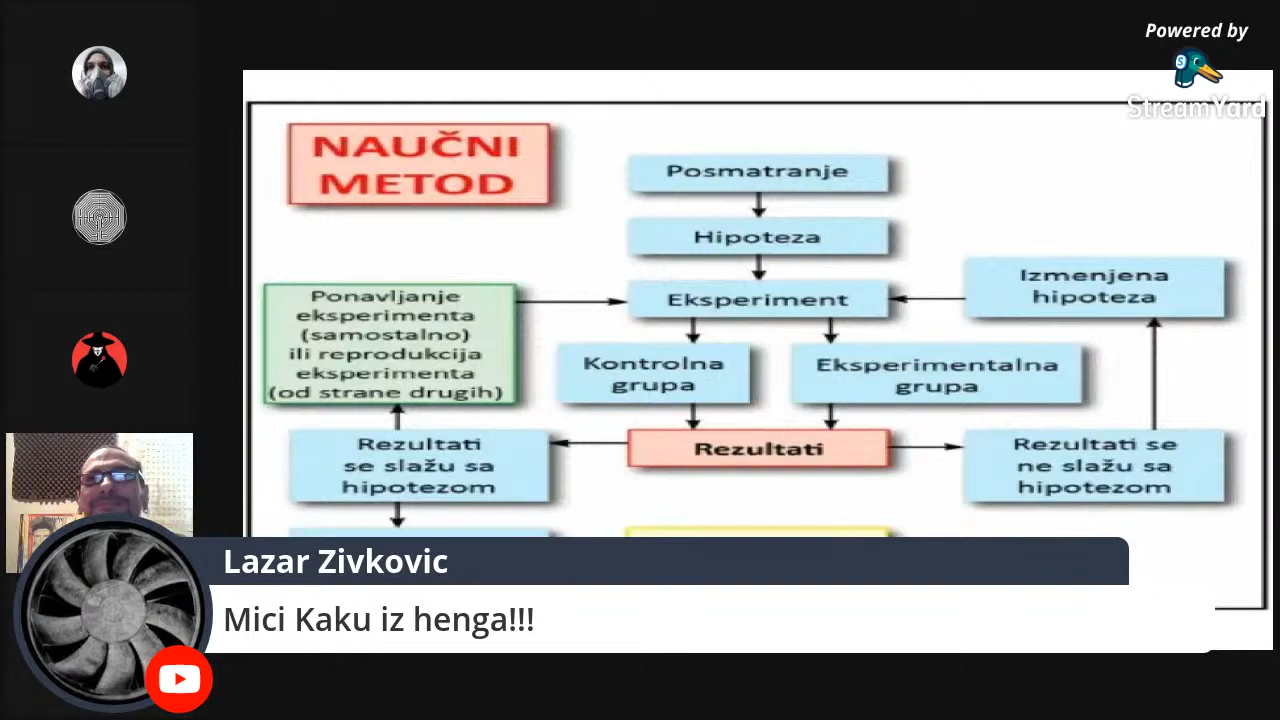 Powered by
StreamYard
NAUČNI
METOD
Posmatranje
Hipoteza
Eksperiment
Izmenjena
hipoteza
Ponavljanje
eksperimenta
(samostalno)
ili reprodukcija
eksperimenta
(od strane drugih)
Kontrolna
grupa
Eksperimentalna
grupa
Rezultati
se slažu sa
hipotezom
Rezultati
Rezultati se
ne slažu sa
hipotezom
Lazar Zivkovic
Mici Kaku iz henga!!!